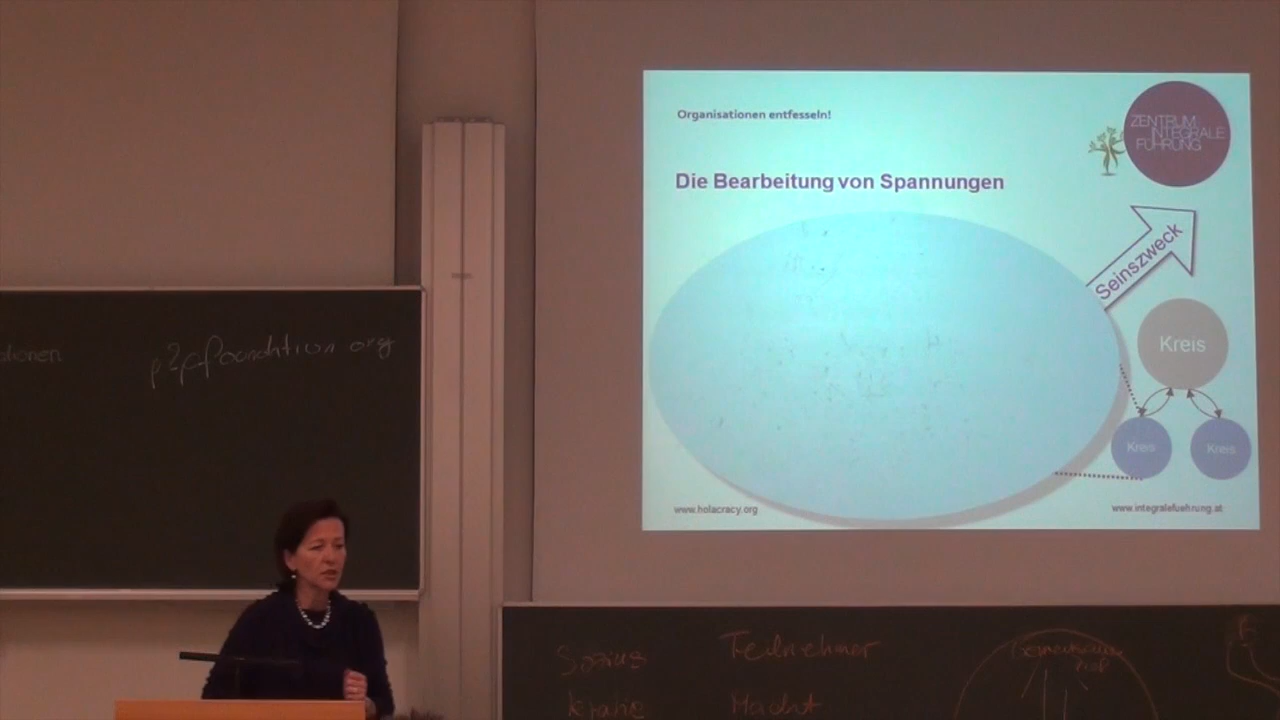 Organisationen entfesseln!
ZENTRUM
INTEGRALE
FÜHRUNG
Die Bearbeitung von Spannungen
Seinszweck
Kreis
Kreis
Kreis
www.holacracy.org
www.integralefuehrung.at
p2pfoundation org
Teilnehmer
Macht